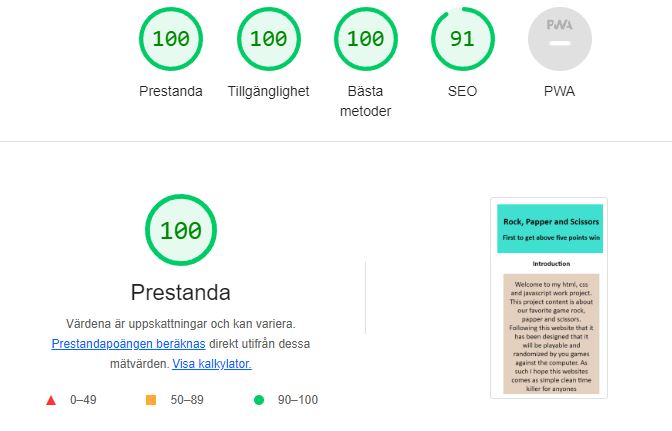 100
100
100
91
PWA
Prestanda
Tillgänglighet
Bästa
metoder
SEO
PWA
100
Prestanda
Värdena är uppskattningar och kan variera.
Prestandapoängen beräknas direkt utifrån dessa
mätvärden. Visa kalkylator.
0–49
50–89
90–100
Rock, Papper and Scissors
First to get above five points win
Introduction
Welcome to my html, css
and javascript work project.
This project content is about
our favorite game rock,
papper and scissors.
Following this website that it
has been designed that it
will be playable and
randomized by you games
against the computer. As
such i hope this websites
comes as simple clean time
killer for anyones